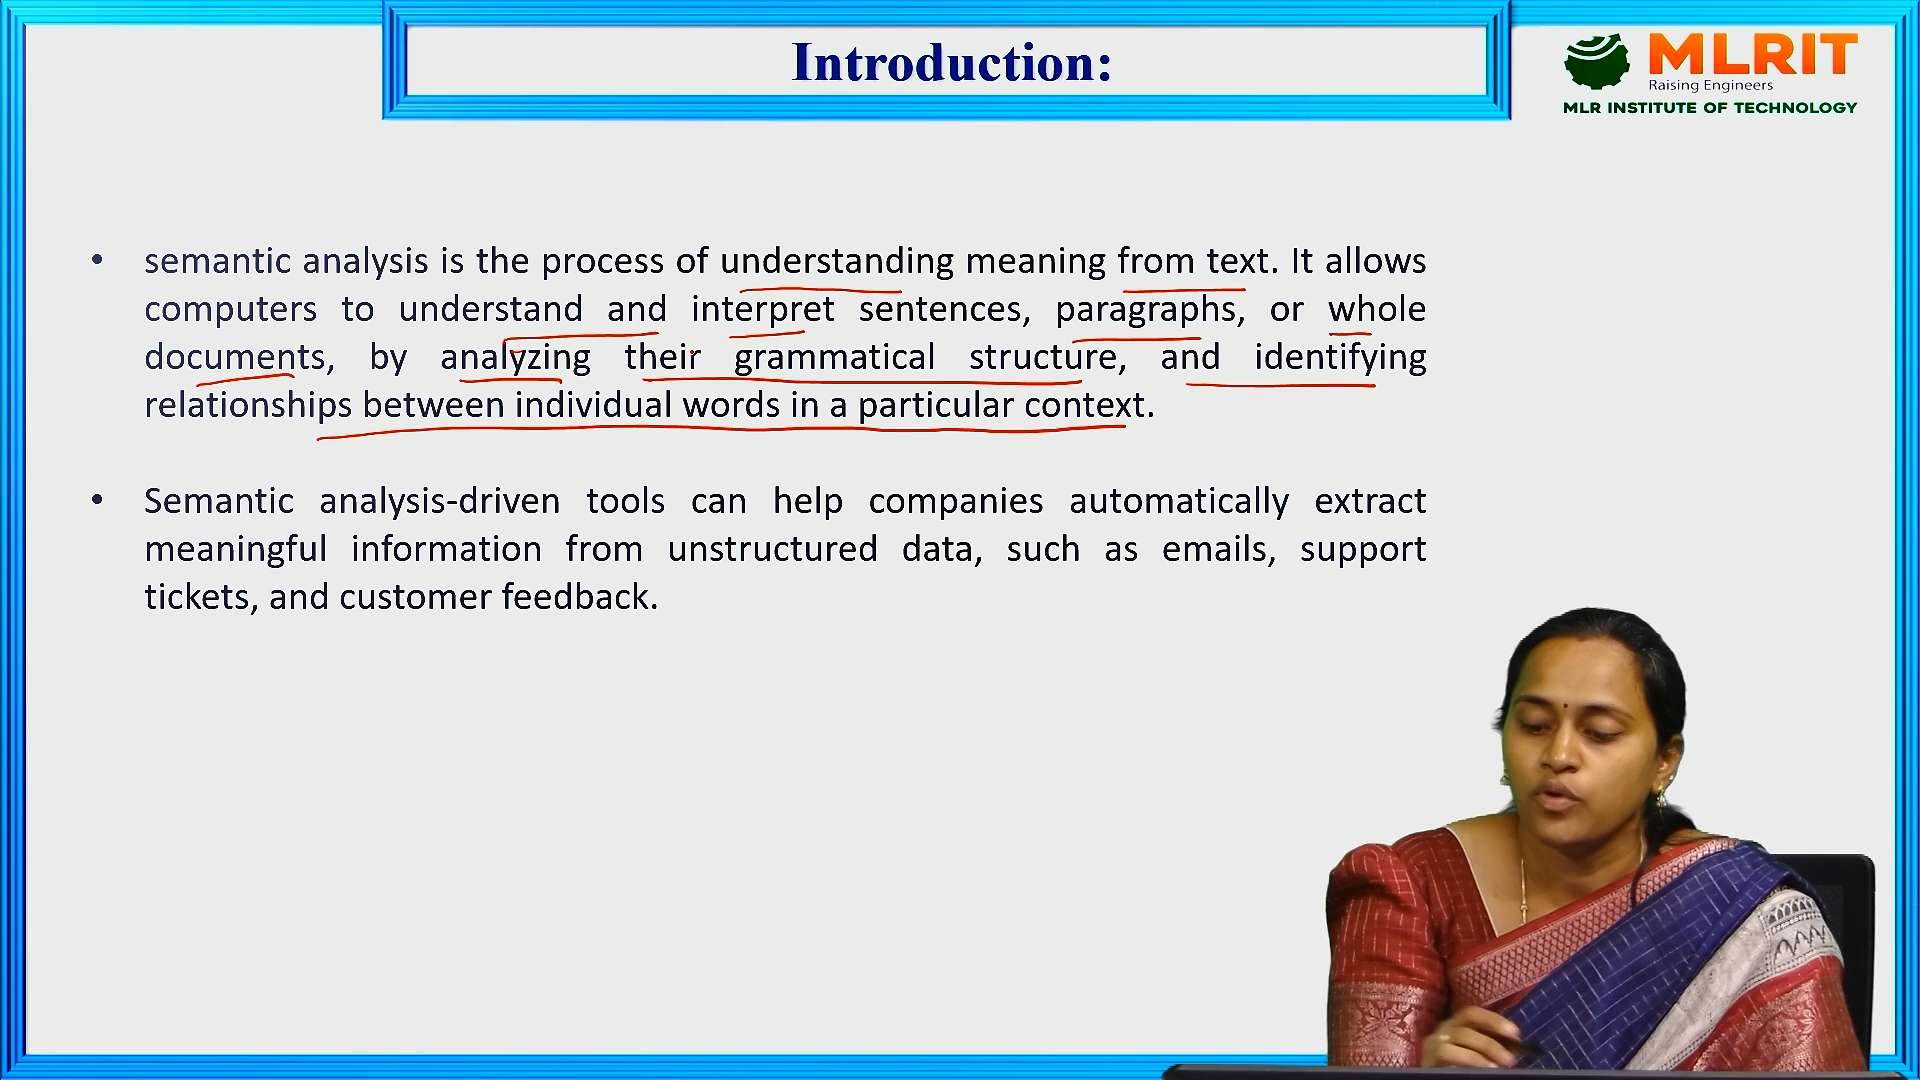 Introduction:
MLRIT
Raising Engineers
MLR INSTITUTE OF TECHNOLOGY
• semantic analysis is the process of understanding meaning from text. It allows
computers to understand and interpret sentences, paragraphs, or whole
documents, by analyzing their grammatical structure, and identifying
relationships between individual words in a particular context.
• Semantic analysis-driven tools can help companies automatically extract
meaningful information from unstructured data, such as emails, support
tickets, and customer feedback.